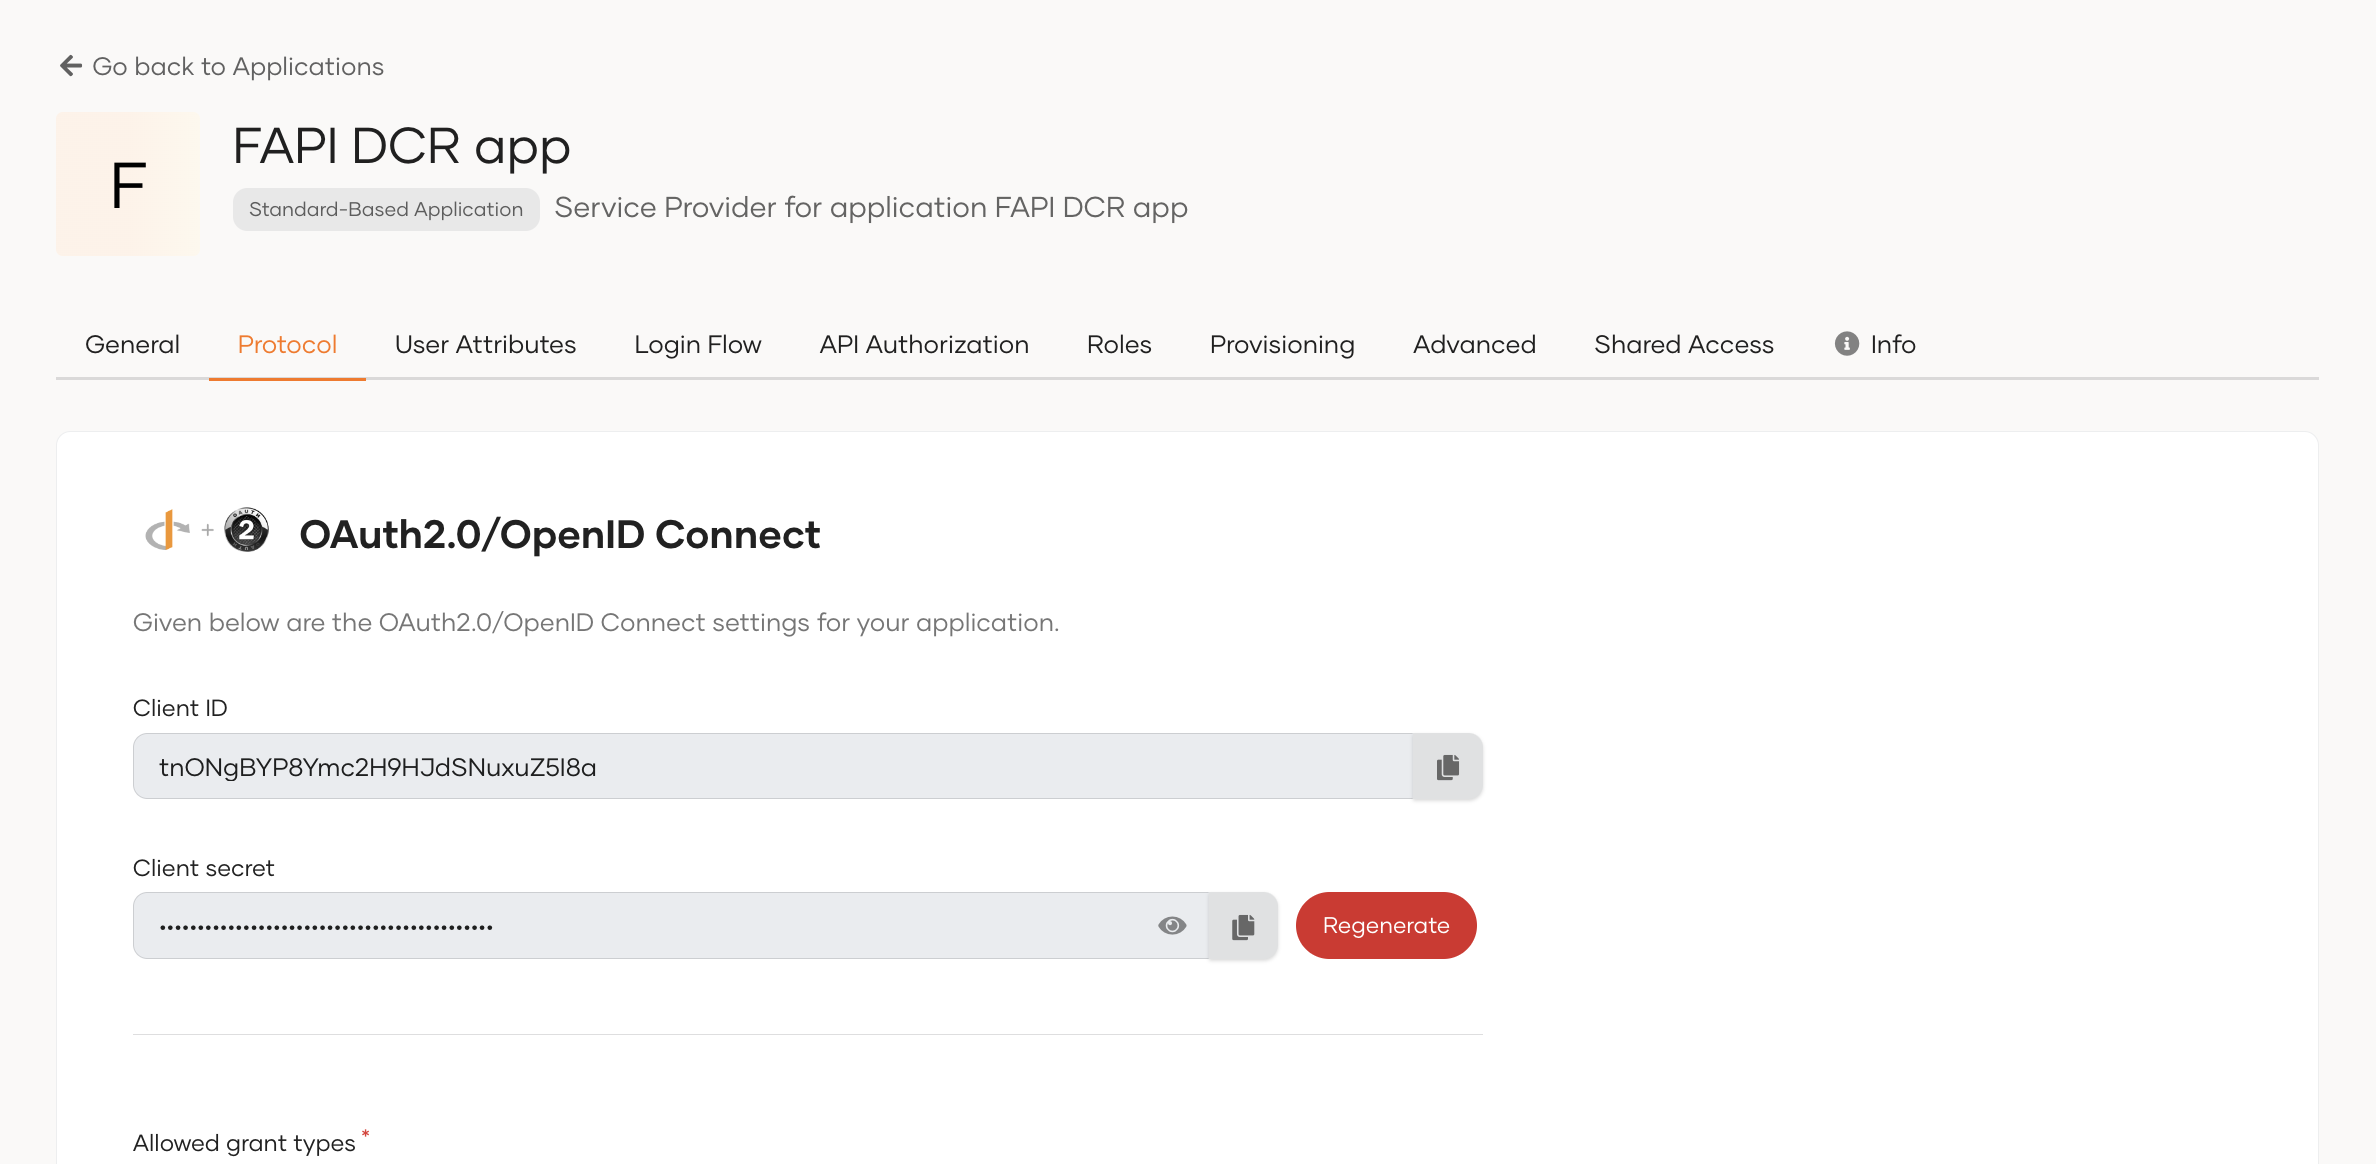 Go back to Applications
F
FAPI DCR app
Standard-Based Application Service Provider for application FAPI DCR app
General Protocol User Attributes Login Flow API Authorization Roles Provisioning Advanced Shared Access Info
OAuth2.0/OpenID Connect
Given below are the OAuth2.0/OpenID Connect settings for your application.
Client ID
tnONgBYP8Ymc2H9HJdSNuxuZ5I8a
Client secret
Regenerate
Allowed grant types *